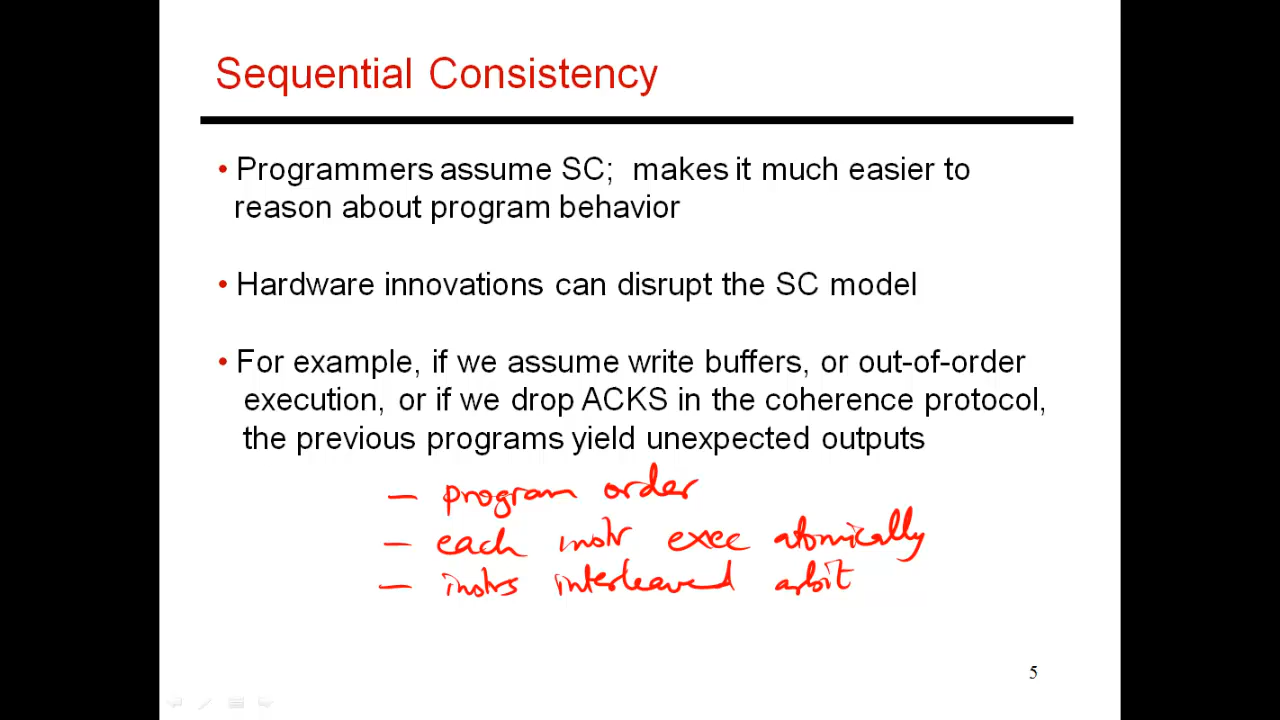 Sequential Consistency
• Programmers assume SC; makes it much easier to
reason about program behavior
• Hardware innovations can disrupt the SC model
• For example, if we assume write buffers, or out-of-order
execution, or if we drop ACKS in the coherence protocol,
the previous programs yield unexpected outputs
— program order
— each instr exec atomically
— instrs interleaved arbit
5